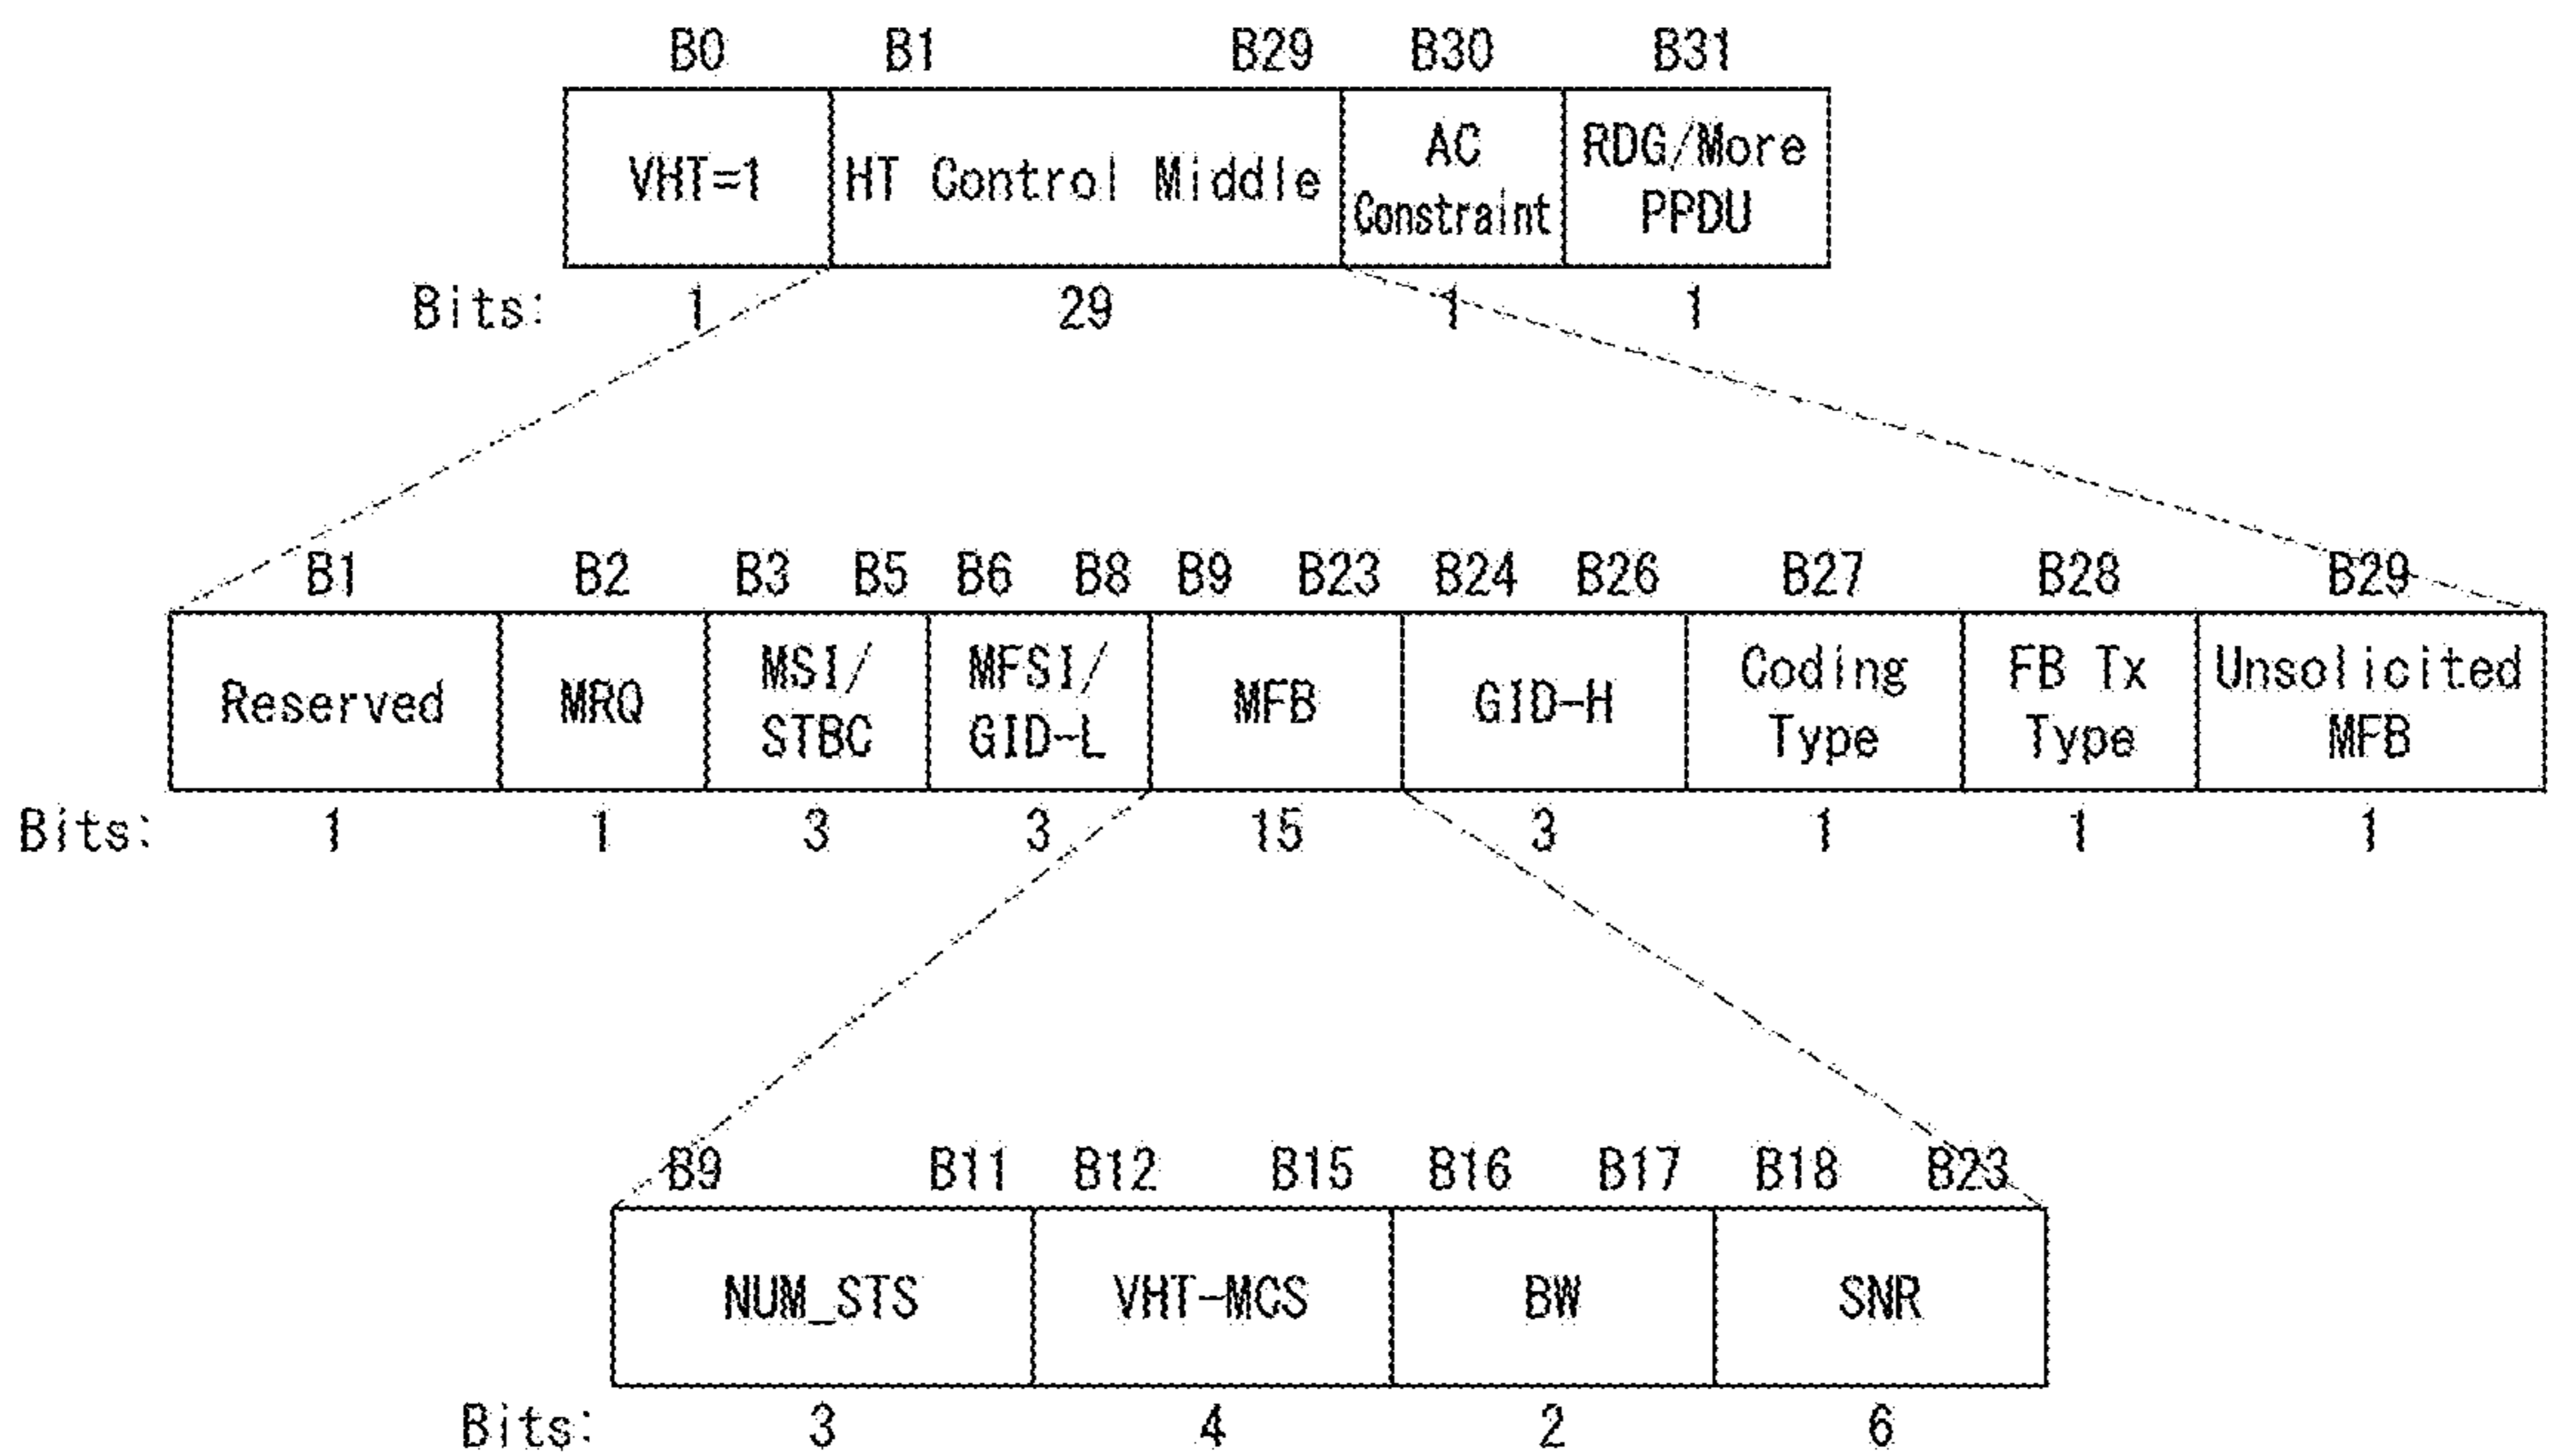 B0 B1 B29 B30 B31
VHT=1 HT Control Middle AC Constraint RDG/More PPDU
Bits: 1 29 1 1
B1 B2 B3 B5 B6 B8 B9 B23 B24 B26 B27 B28 B29
Reserved MRQ MSI/ STBC MFSI/ GID-L MFB GID-H Coding Type FB Tx Type Unsolicited MFB
Bits: 1 1 3 3 15 3 1 1 1
B9 B11 B12 B15 B16 B17 B18 B23
NUM_STS VHT-MCS BW SNR
Bits: 3 4 2 6